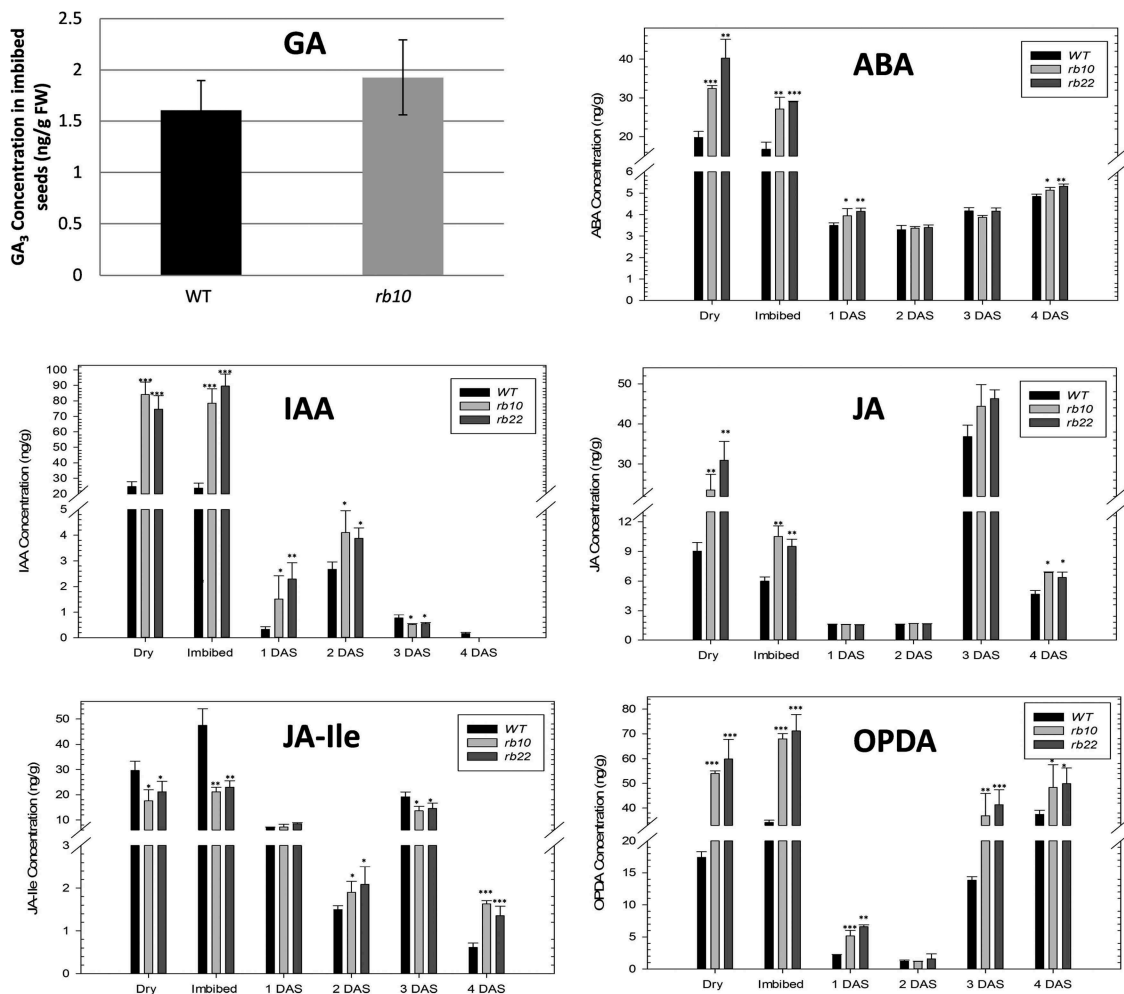 GA
GA₃ Concentration in imbibed
seeds (ng/g FW)
2.5
2
1.5
1
0.5
0
WT
rb10
ABA
ABA Concentration (ng/g)
WT
rb10
rb22
40
30
20
6
5
4
3
2
1
0
***
**
**
***
*
**
*
**
Dry
Imbibed
1 DAS
2 DAS
3 DAS
4 DAS
IAA
IAA Concentration (ng/g)
WT
rb10
rb22
100
90
80
70
60
50
40
30
20
5
4
3
2
1
0
***
***
***
***
*
**
*
*
*
*
Dry
Imbibed
1 DAS
2 DAS
3 DAS
4 DAS
JA
JA Concentration (ng/g)
WT
rb10
rb22
50
40
30
12
9
6
3
0
**
**
**
**
*
*
Dry
Imbibed
1 DAS
2 DAS
3 DAS
4 DAS
JA-Ile
JA-Ile Concentration (ng/g)
WT
rb10
rb22
50
40
30
20
10
3
2
1
0
*
*
**
**
*
*
*
*
***
***
Dry
Imbibed
1 DAS
2 DAS
3 DAS
4 DAS
OPDA
OPDA Concentration (ng/g)
WT
rb10
rb22
80
70
60
50
40
30
20
15
10
5
0
***
***
***
***
***
**
**
***
*
*
Dry
Imbibed
1 DAS
2 DAS
3 DAS
4 DAS